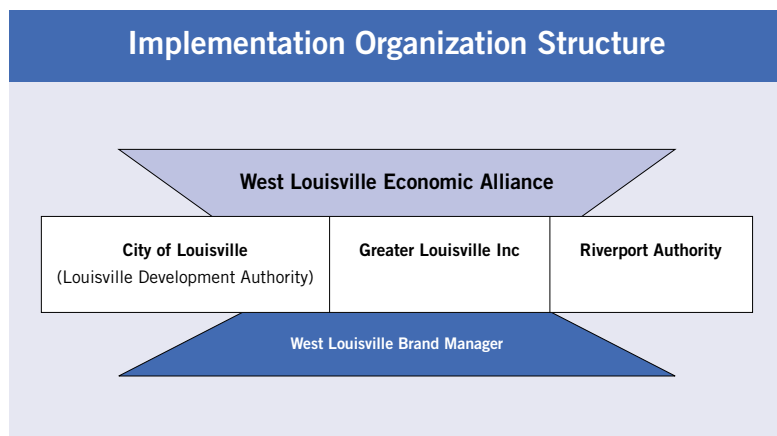 Implementation Organization Structure
West Louisville Economic Alliance
City of Louisville
(Louisville Development Authority)
Greater Louisville Inc
Riverport Authority
West Louisville Brand Manager